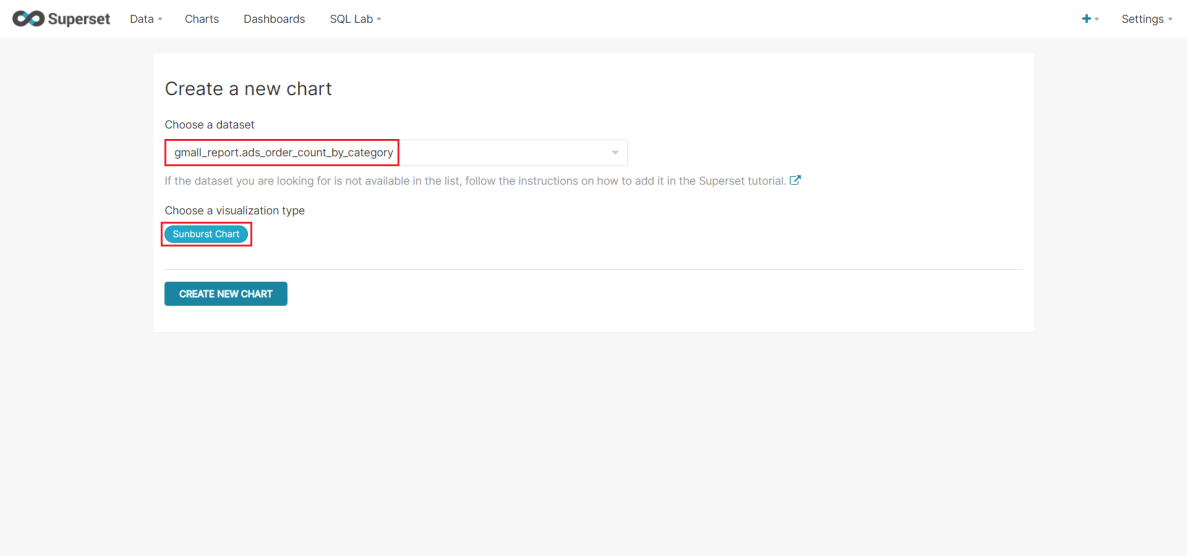 Superset Data Charts Dashboards SQL Lab + Settings
Create a new chart
Choose a dataset
gmall_report.ads_order_count_by_category
If the dataset you are looking for is not available in the list, follow the instructions on how to add it in the Superset tutorial.
Choose a visualization type
Sunburst Chart
CREATE NEW CHART